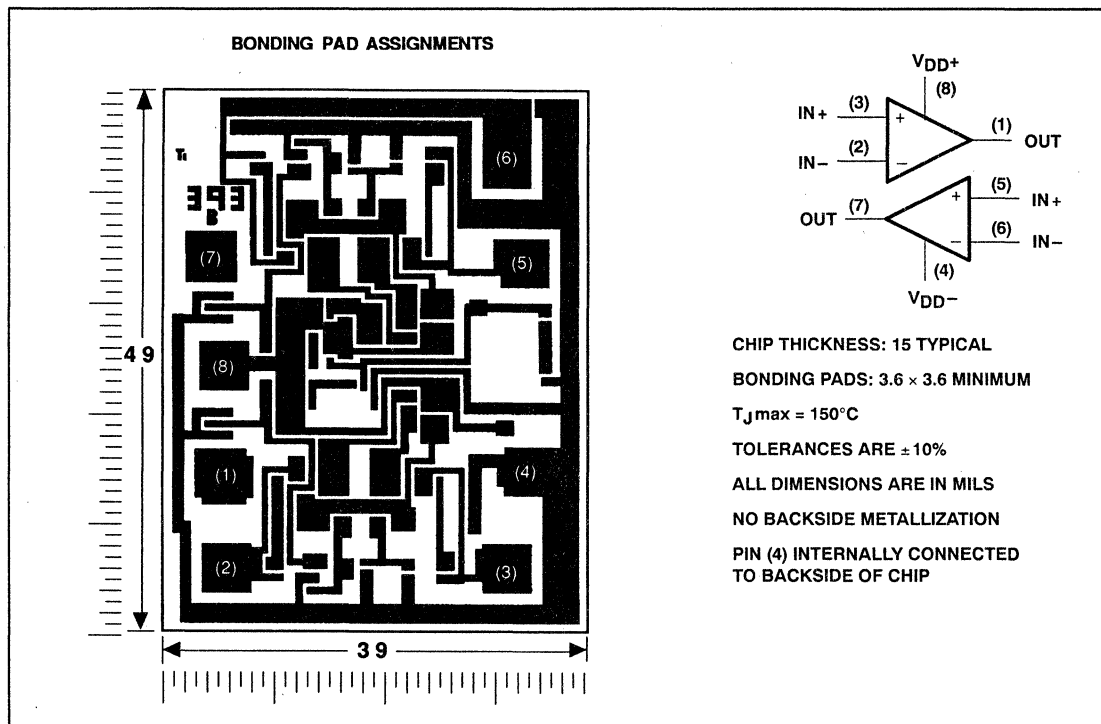 BONDING PAD ASSIGNMENTS
TI
393
B
(6)
(5)
(7)
(8)
(4)
(1)
(2)
(3)
49
39
VDD+
(8)
IN+ (3)
+
(1) OUT
IN− (2)
−
(5) IN+
+
OUT (7)
(6) IN−
−
(4)
VDD−
CHIP THICKNESS: 15 TYPICAL
BONDING PADS: 3.6 × 3.6 MINIMUM
TJmax = 150°C
TOLERANCES ARE ±10%
ALL DIMENSIONS ARE IN MILS
NO BACKSIDE METALLIZATION
PIN (4) INTERNALLY CONNECTED
TO BACKSIDE OF CHIP